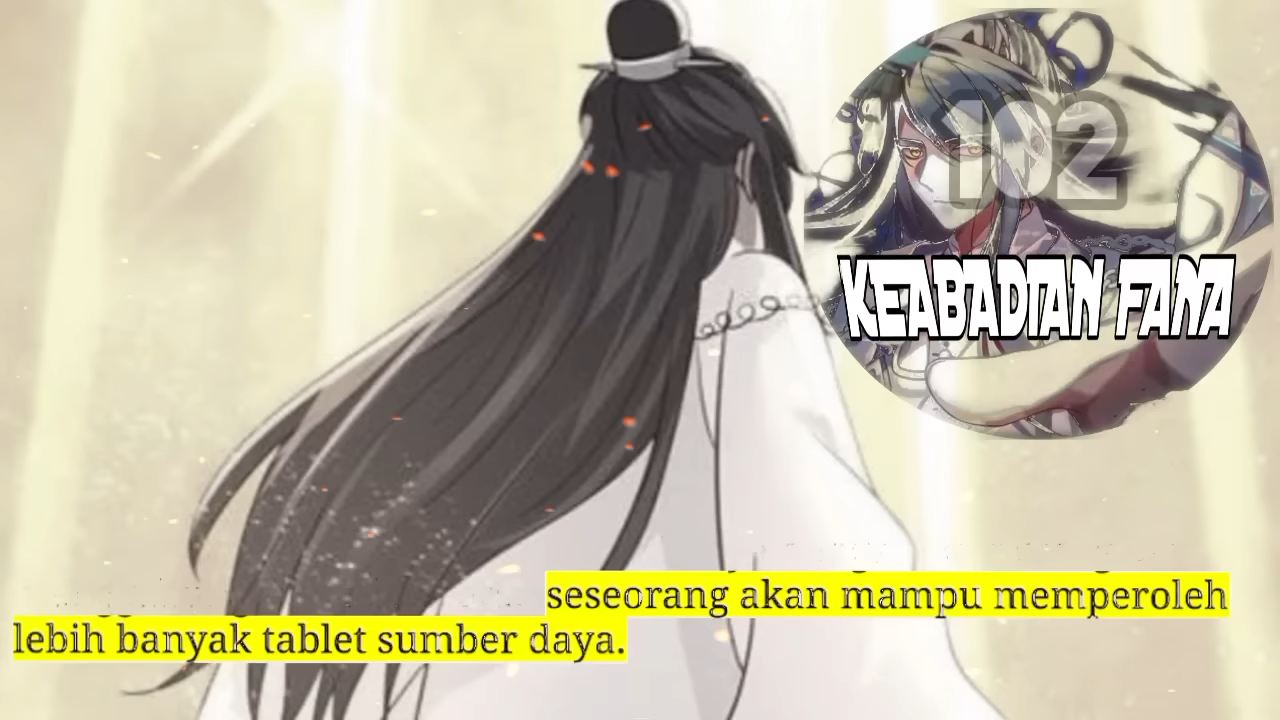 102
KEABADIAN FANA
seseorang akan mampu memperoleh
lebih banyak tablet sumber daya.